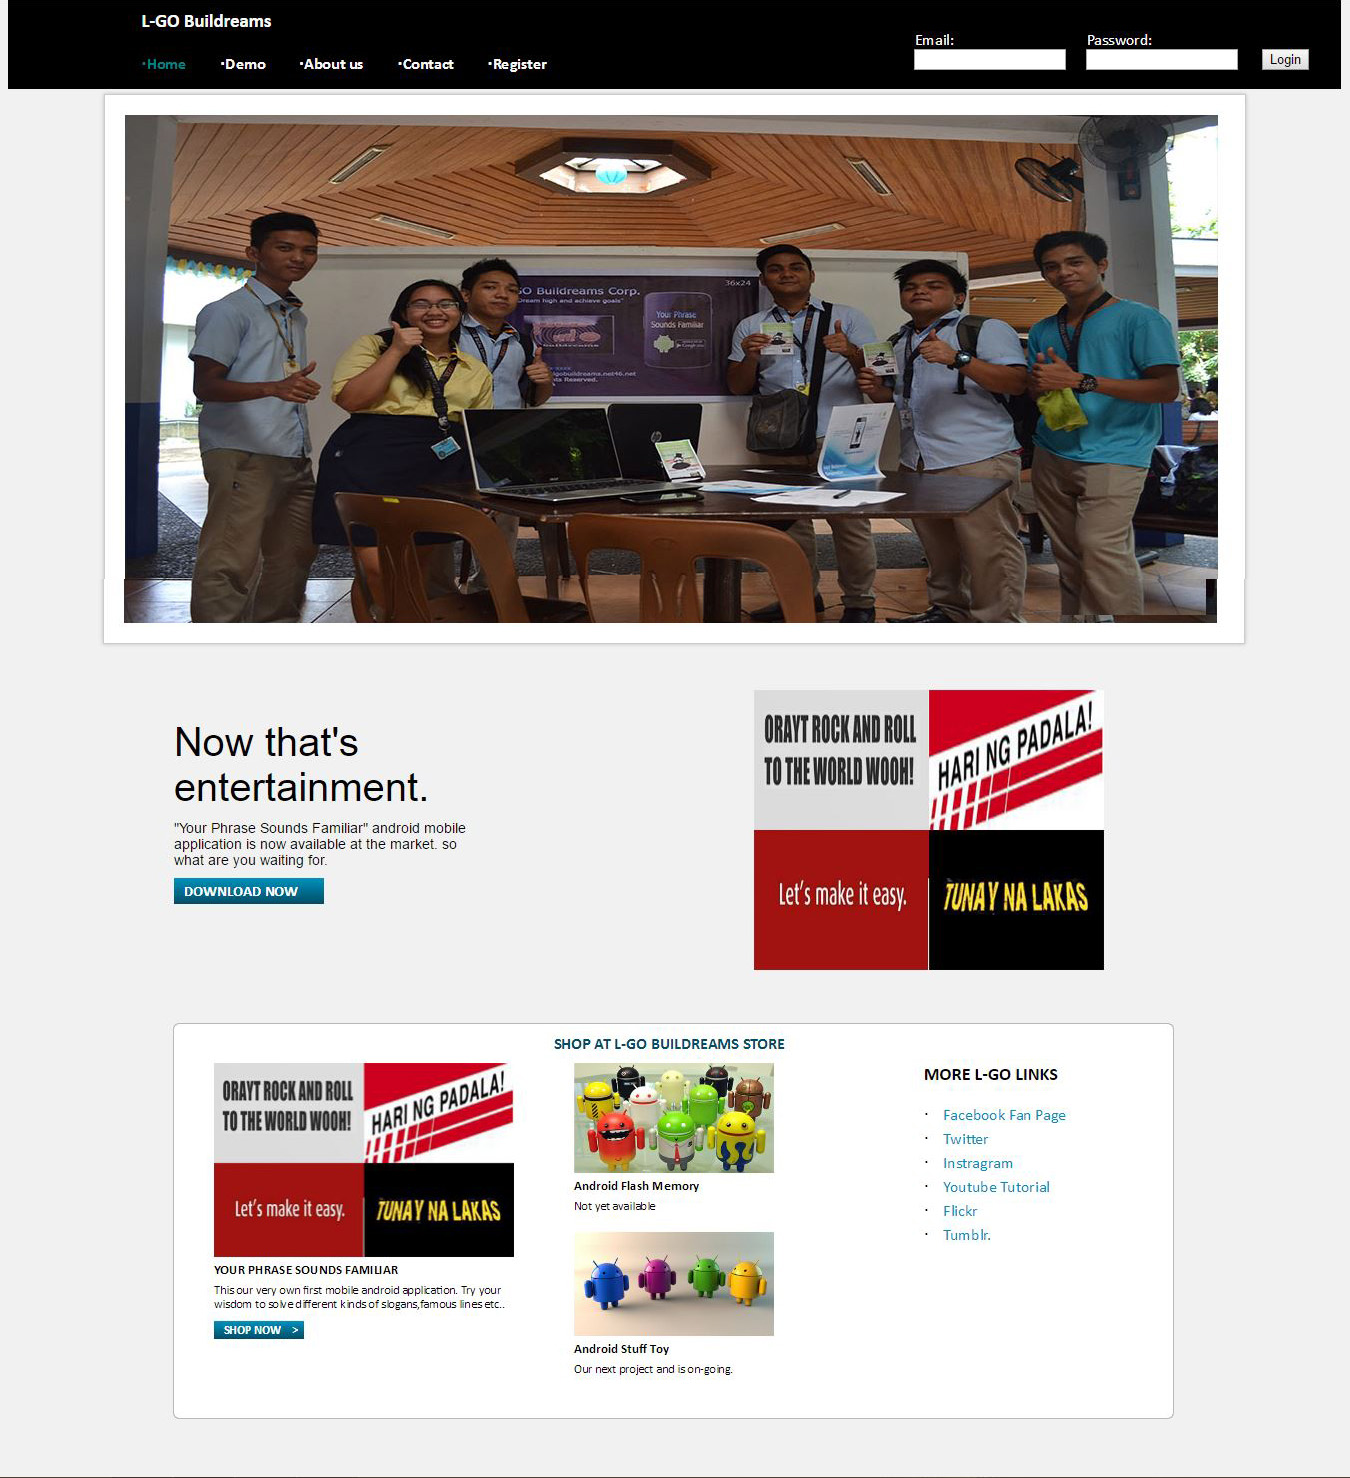 L-GO Buildreams
·Home ·Demo ·About us ·Contact ·Register
Email:
Password:
Login
GO Buildreams Corp.
"Dream high and achieve goals"
36x24
Your Phrase
Sounds Familiar
Now that's
entertainment.
"Your Phrase Sounds Familiar" android mobile
application is now available at the market. so
what are you waiting for.
DOWNLOAD NOW
ORAYT ROCK AND ROLL
TO THE WORLD WOOH!
HARI NG PADALA!
Let's make it easy.
TUNAY NA LAKAS
SHOP AT L-GO BUILDREAMS STORE
ORAYT ROCK AND ROLL
TO THE WORLD WOOH!
HARI NG PADALA!
Let's make it easy.
TUNAY NA LAKAS
YOUR PHRASE SOUNDS FAMILIAR
This our very own first mobile android application. Try your
wisdom to solve different kinds of slogans,famous lines etc..
SHOP NOW >
Android Flash Memory
Not yet available
Android Stuff Toy
Our next project and is on-going.
MORE L-GO LINKS
· Facebook Fan Page
· Twitter
· Instragram
· Youtube Tutorial
· Flickr
· Tumblr.